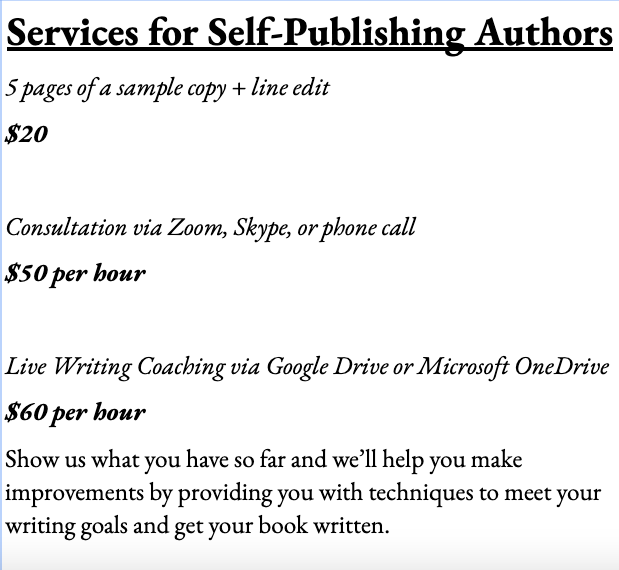 Services for Self-Publishing Authors
5 pages of a sample copy + line edit
$20
Consultation via Zoom, Skype, or phone call
$50 per hour
Live Writing Coaching via Google Drive or Microsoft OneDrive
$60 per hour
Show us what you have so far and we’ll help you make
improvements by providing you with techniques to meet your
writing goals and get your book written.